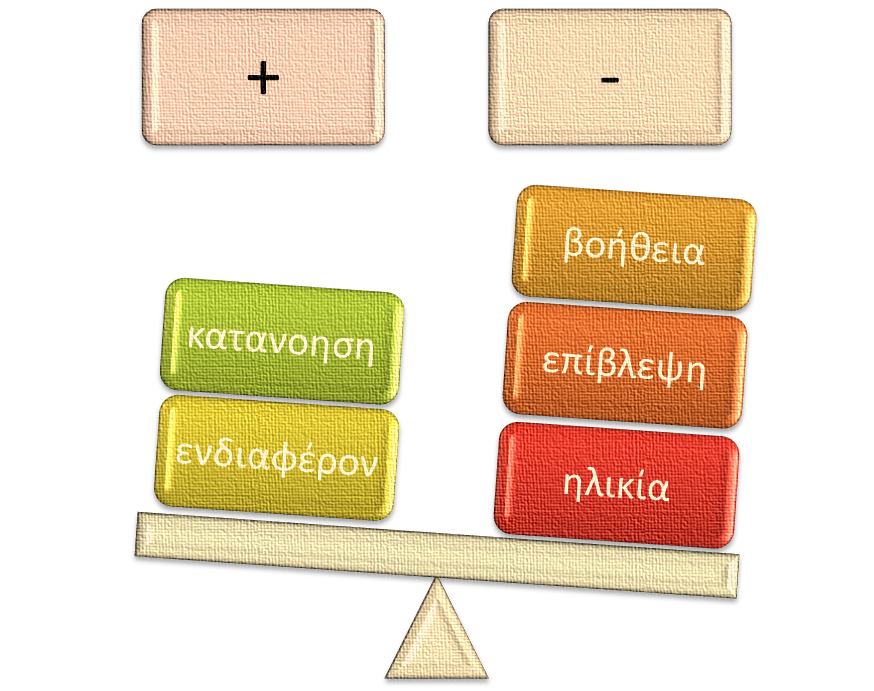 +
-
κατανοηση
ενδιαφέρον
βοήθεια
επίβλεψη
ηλικία